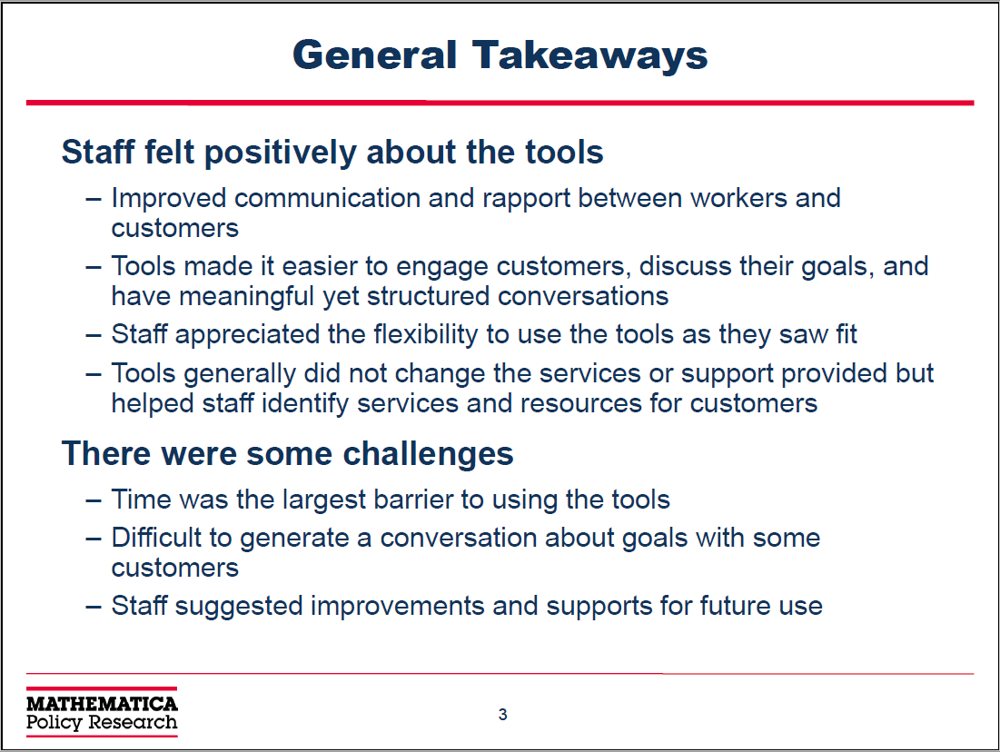 General Takeaways
Staff felt positively about the tools
– Improved communication and rapport between workers and
customers
– Tools made it easier to engage customers, discuss their goals, and
have meaningful yet structured conversations
– Staff appreciated the flexibility to use the tools as they saw fit
– Tools generally did not change the services or support provided but
helped staff identify services and resources for customers
There were some challenges
– Time was the largest barrier to using the tools
– Difficult to generate a conversation about goals with some
customers
– Staff suggested improvements and supports for future use
MATHEMATICA
Policy Research
3